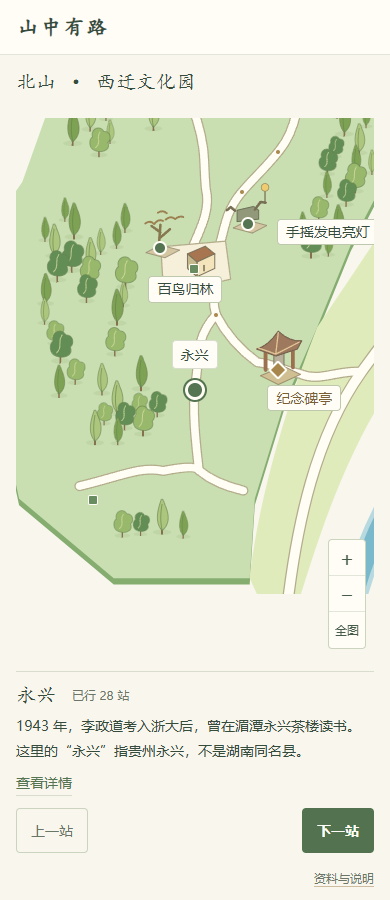 山中有路
北山 • 西迁文化园
手摇发电亮灯
百鸟归林
永兴
纪念碑亭
+
−
全图
永兴 已行 28 站
1943 年，李政道考入浙大后，曾在湄潭永兴茶楼读书。
这里的“永兴”指贵州永兴，不是湖南同名县。
查看详情
上一站
下一站
资料与说明